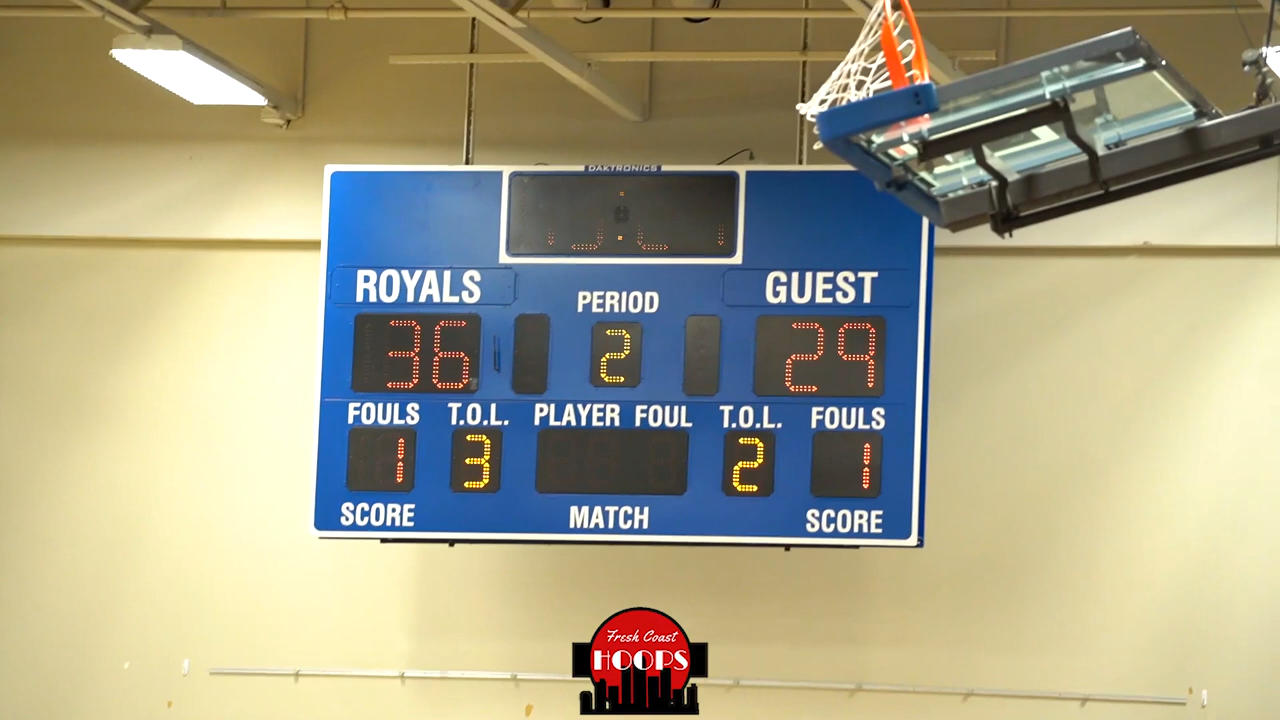 DAKTRONICS
ROYALS
GUEST
PERIOD
36
2
29
FOULS T.O.L. PLAYER FOUL T.O.L. FOULS
1 3 2 1
SCORE MATCH SCORE
Fresh Coast
HOOPS